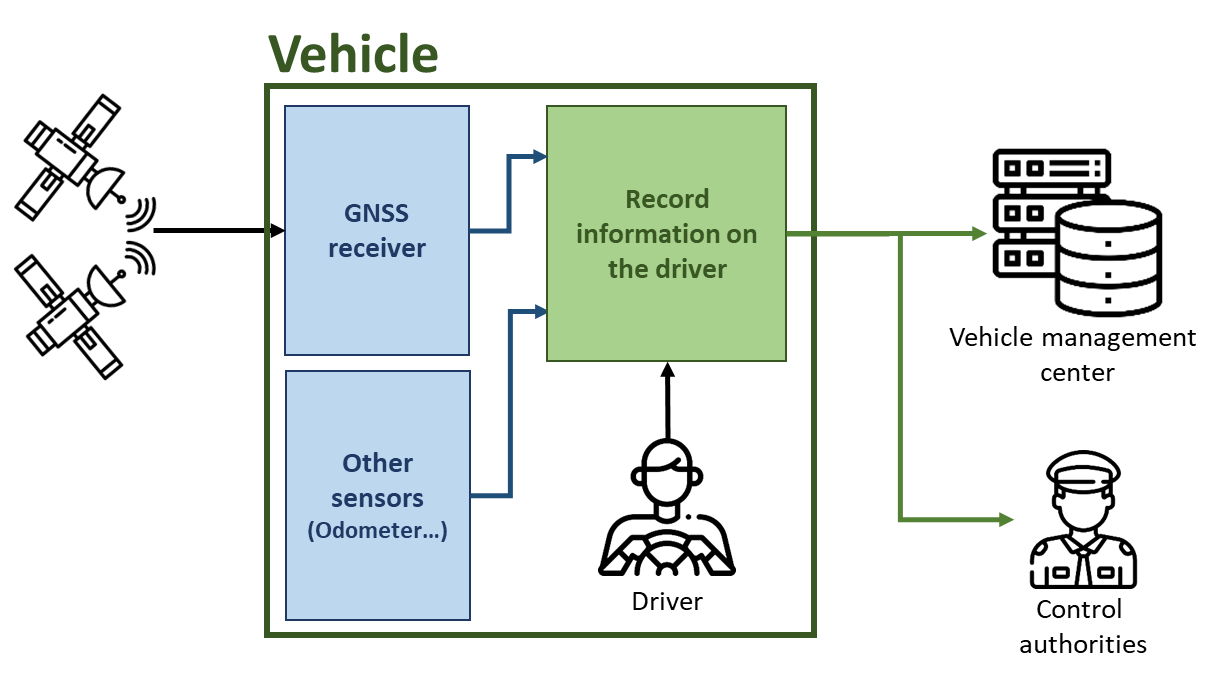 Vehicle
GNSS
receiver
Record
information on
the driver
Other
sensors
(Odometer…)
Driver
Vehicle management
center
Control
authorities